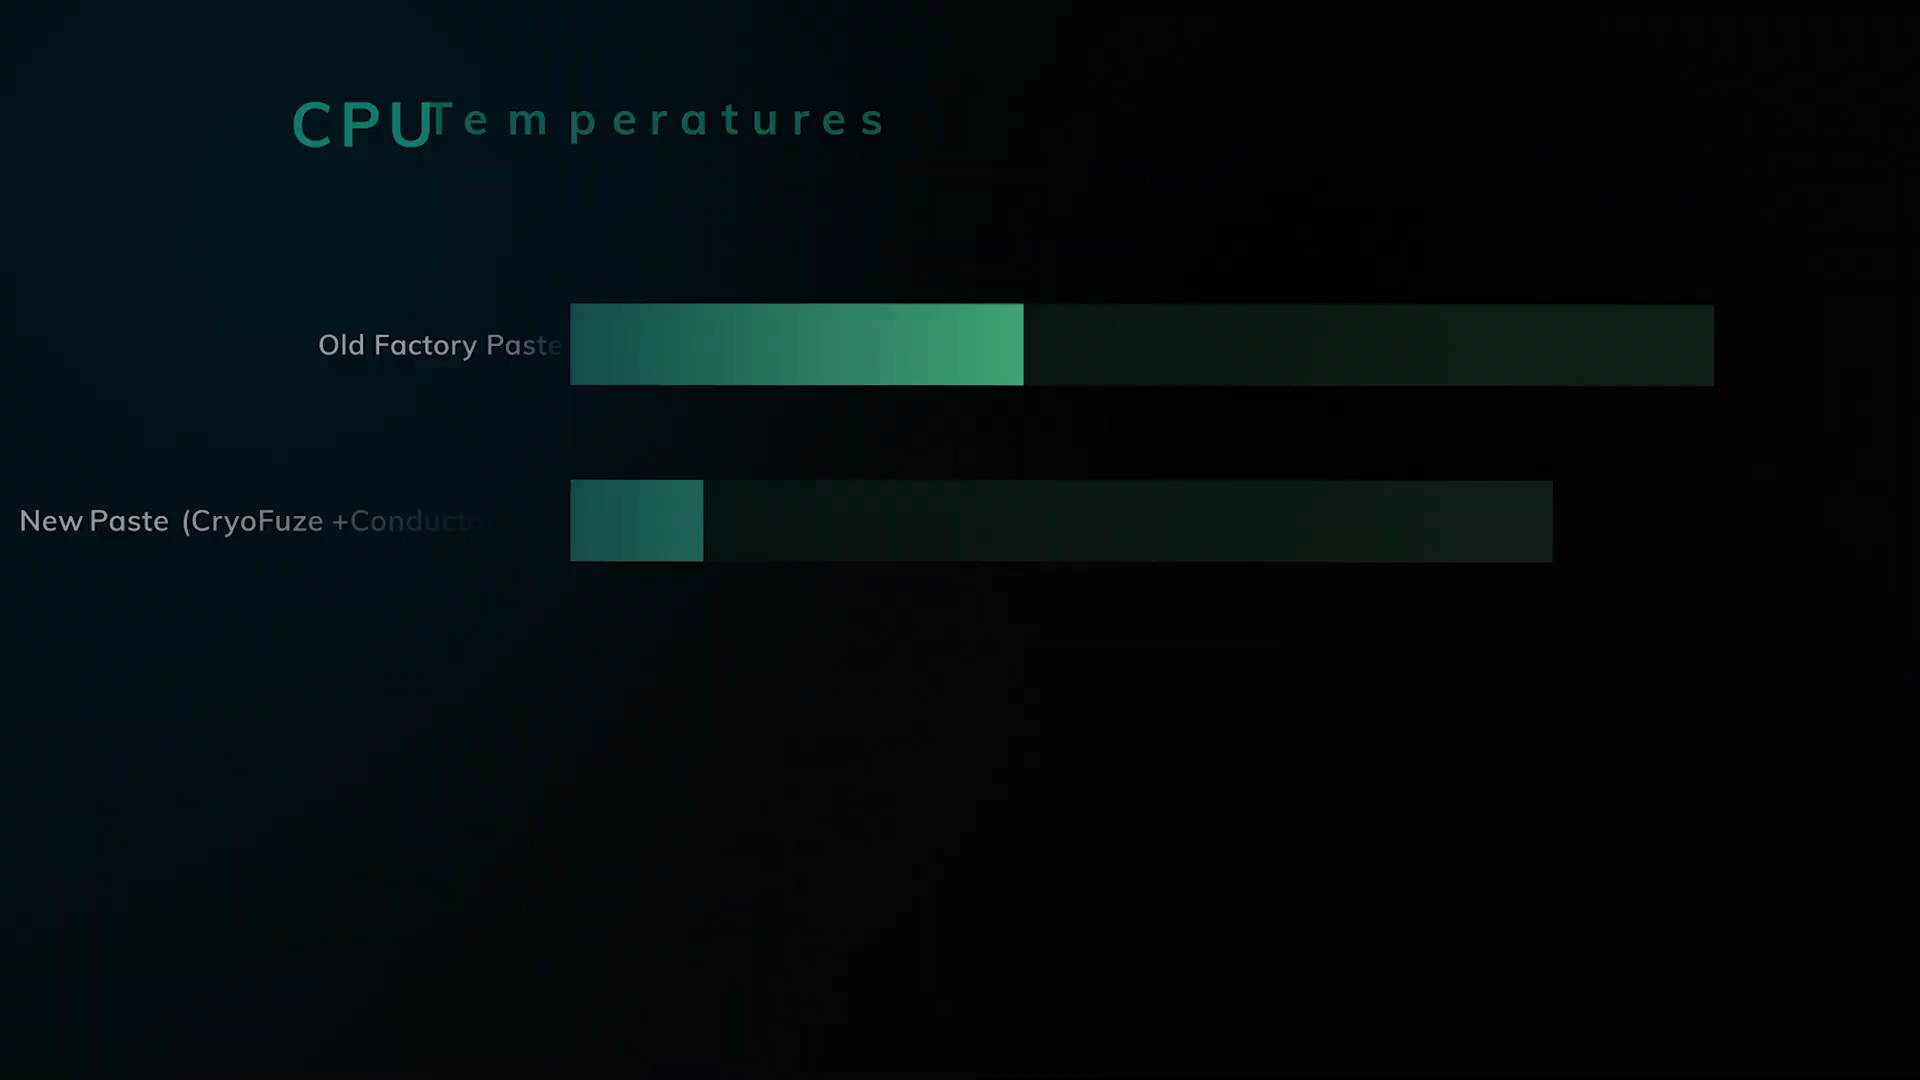 CPU Temperatures
Old Factory Paste
New Paste (CryoFuze +